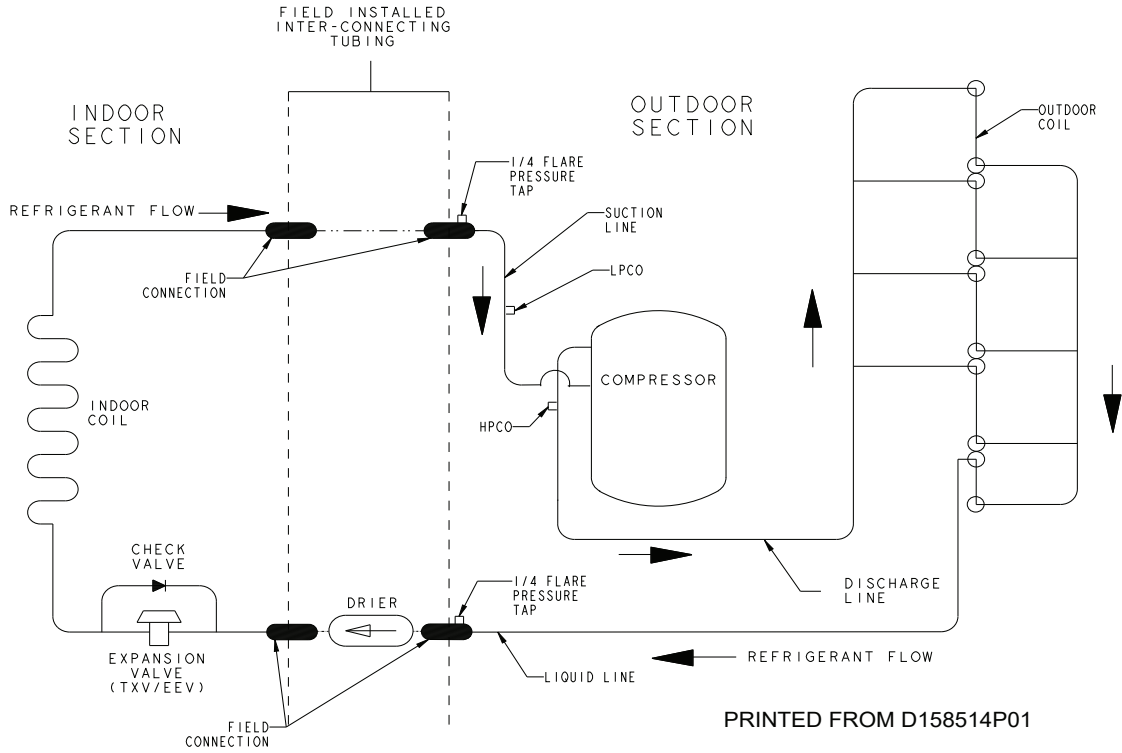 FIELD INSTALLED
INTER-CONNECTING
TUBING
INDOOR
SECTION
OUTDOOR
SECTION
OUTDOOR
COIL
1/4 FLARE
PRESSURE
TAP
REFRIGERANT FLOW
SUCTION
LINE
FIELD
CONNECTION
LPCO
COMPRESSOR
INDOOR
COIL
HPCO
CHECK
VALVE
DRIER
1/4 FLARE
PRESSURE
TAP
DISCHARGE
LINE
EXPANSION
VALVE
(TXV/EEV)
LIQUID LINE
REFRIGERANT FLOW
FIELD
CONNECTION
PRINTED FROM D158514P01